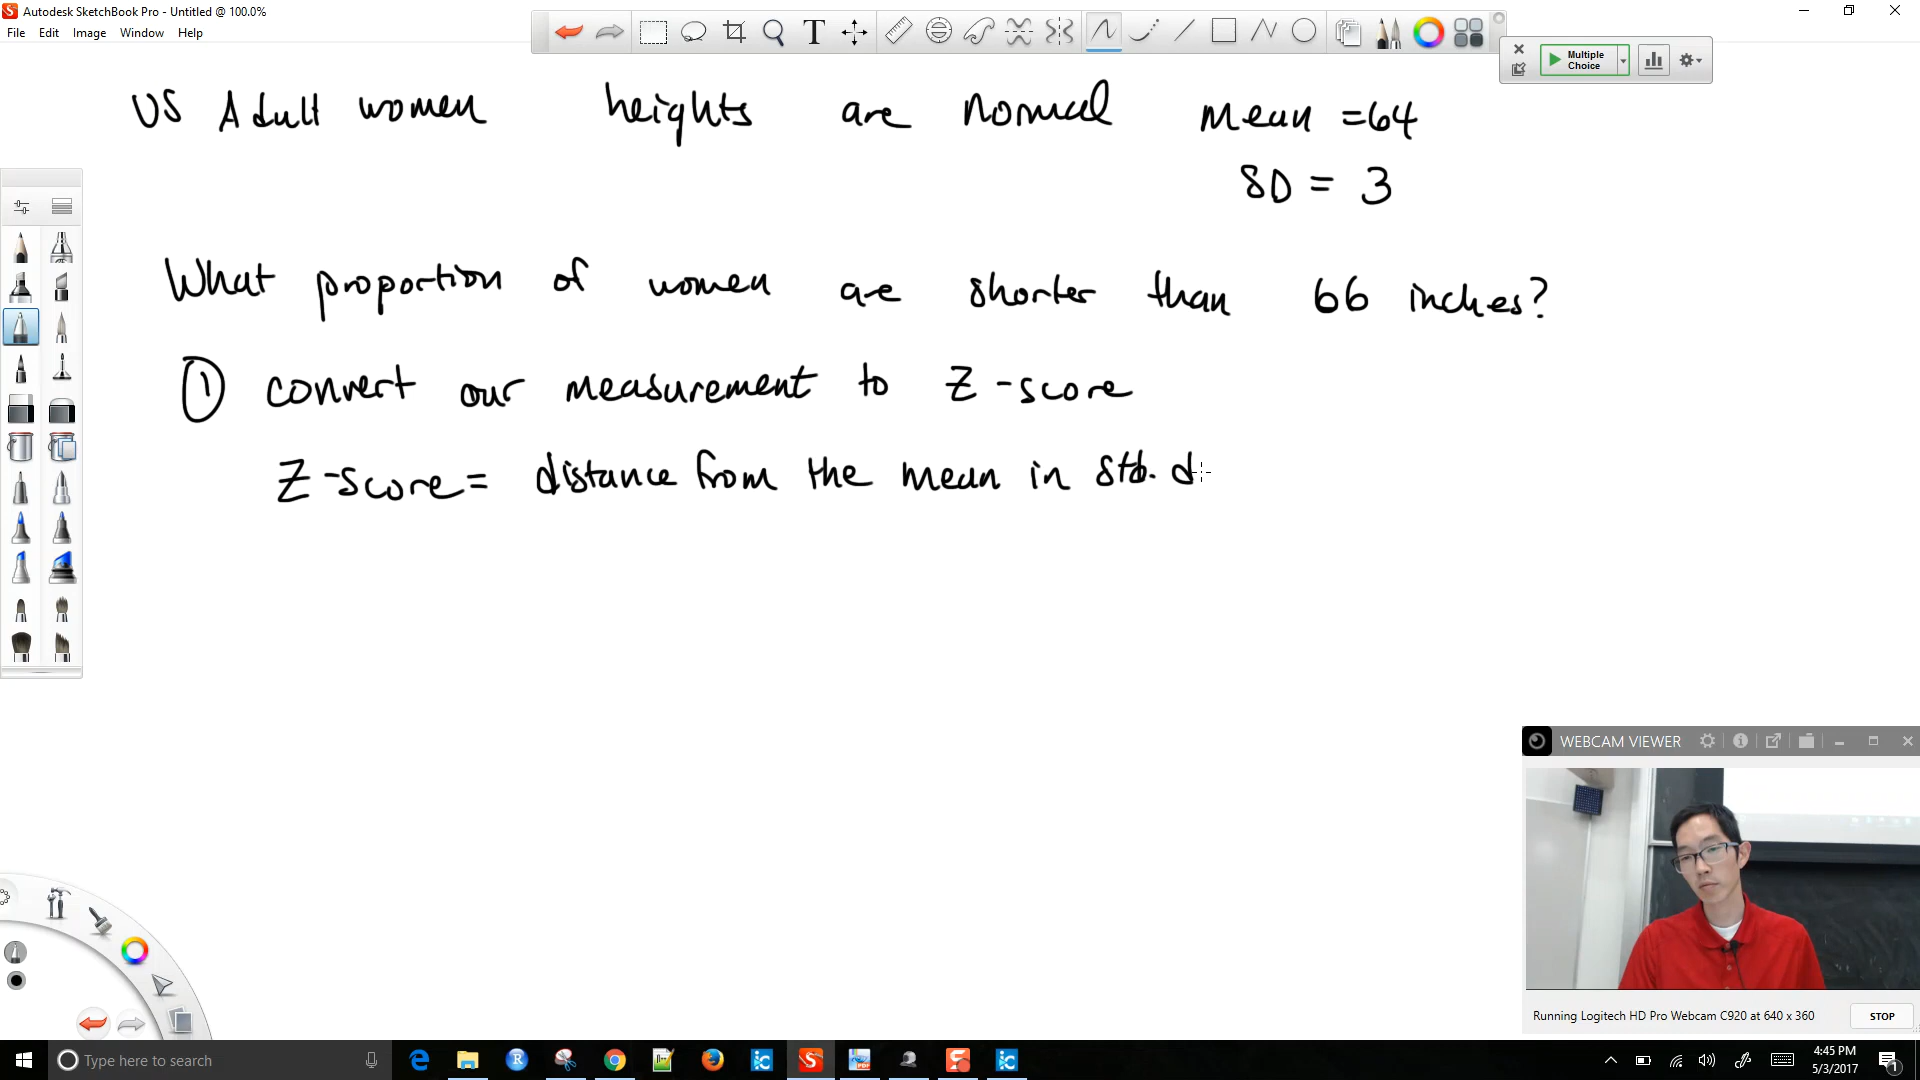 Autodesk SketchBook Pro - Untitled @ 100.0%
File Edit Image Window Help
T
Multiple Choice
US Adult women heights are normal mean = 64
SD = 3
What proportion of women are shorter than 66 inches?
① convert our measurement to Z-score
Z-score = distance from the mean in std. d
WEBCAM VIEWER
Running Logitech HD Pro Webcam C920 at 640 x 360 STOP
Type here to search
4:45 PM
5/3/2017